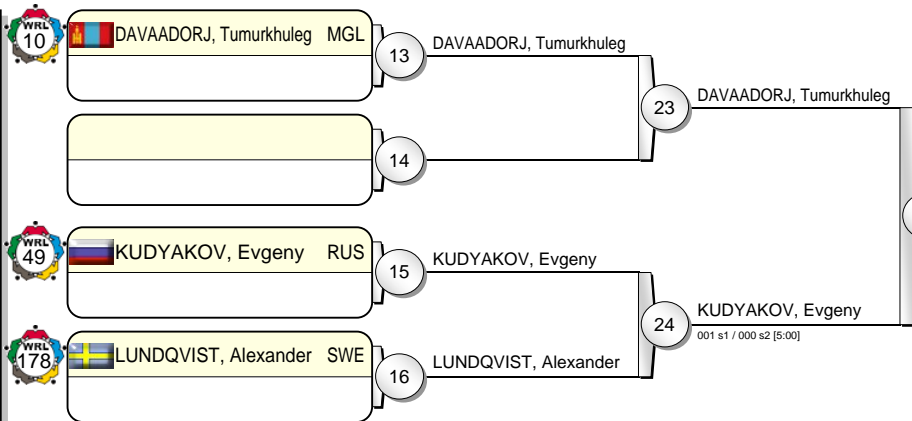 WRL
10
DAVAADORJ, Tumurkhuleg MGL
13
DAVAADORJ, Tumurkhuleg
23
DAVAADORJ, Tumurkhuleg
14
WRL
49
KUDYAKOV, Evgeny RUS
15
KUDYAKOV, Evgeny
24
KUDYAKOV, Evgeny
001 s1 / 000 s2 [5:00]
WRL
178
LUNDQVIST, Alexander SWE
16
LUNDQVIST, Alexander